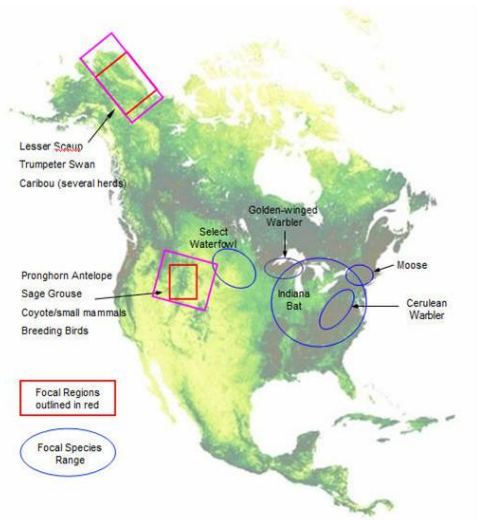 Lesser Scaup
Trumpeter Swan
Caribou (several herds)
Golden-winged
Warbler
Select
Waterfowl
Moose
Pronghorn Antelope
Sage Grouse
Coyote/small mammals
Breeding Birds
Indiana
Bat
Cerulean
Warbler
Focal Regions
outlined in red
Focal Species
Range